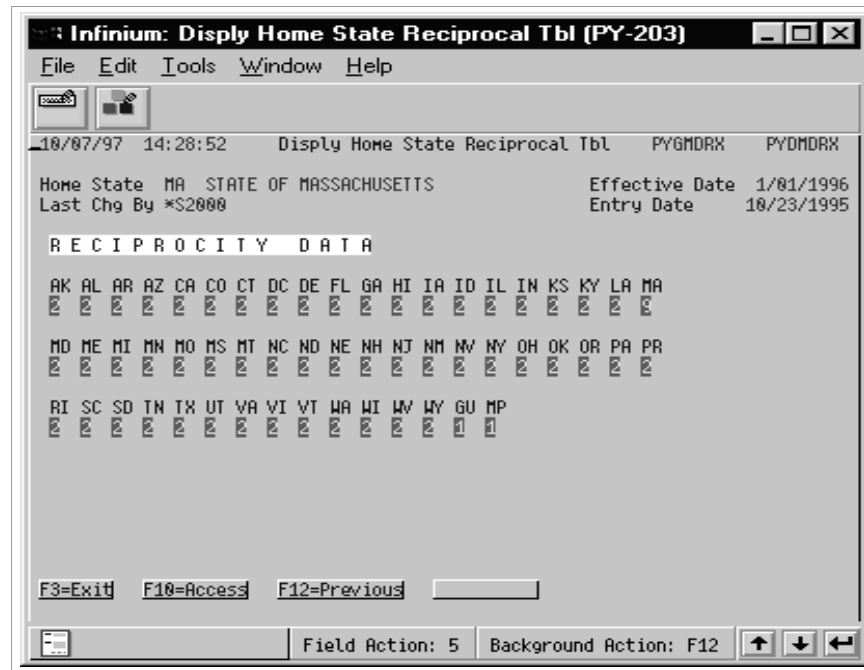 Infinium: Disply Home State Reciprocal Tbl (PY-203)
File Edit Tools Window Help
10/07/97 14:28:52 Disply Home State Reciprocal Tbl PYGMDRX PYDMDRX
Home State MA STATE OF MASSACHUSETTS Effective Date 1/01/1996
Last Chg By *S2000 Entry Date 10/23/1995
R E C I P R O C I T Y D A T A
AK AL AR AZ CA CO CT DC DE FL GA HI IA ID IL IN KS KY LA MA
2 2 2 2 2 2 2 2 2 2 2 2 2 2 2 2 2 2 2 9
MD ME MI MN MO MS MT NC ND NE NH NJ NM NV NY OH OK OR PA PR
2 2 2 2 2 2 2 2 2 2 2 2 2 2 2 2 2 2 2 2
RI SC SD TN TX UT VA VI VT WA WI WV WY GU MP
2 2 2 2 2 2 2 2 2 2 2 2 2 1 1
F3=Exit F10=Access F12=Previous
Field Action: 5 Background Action: F12